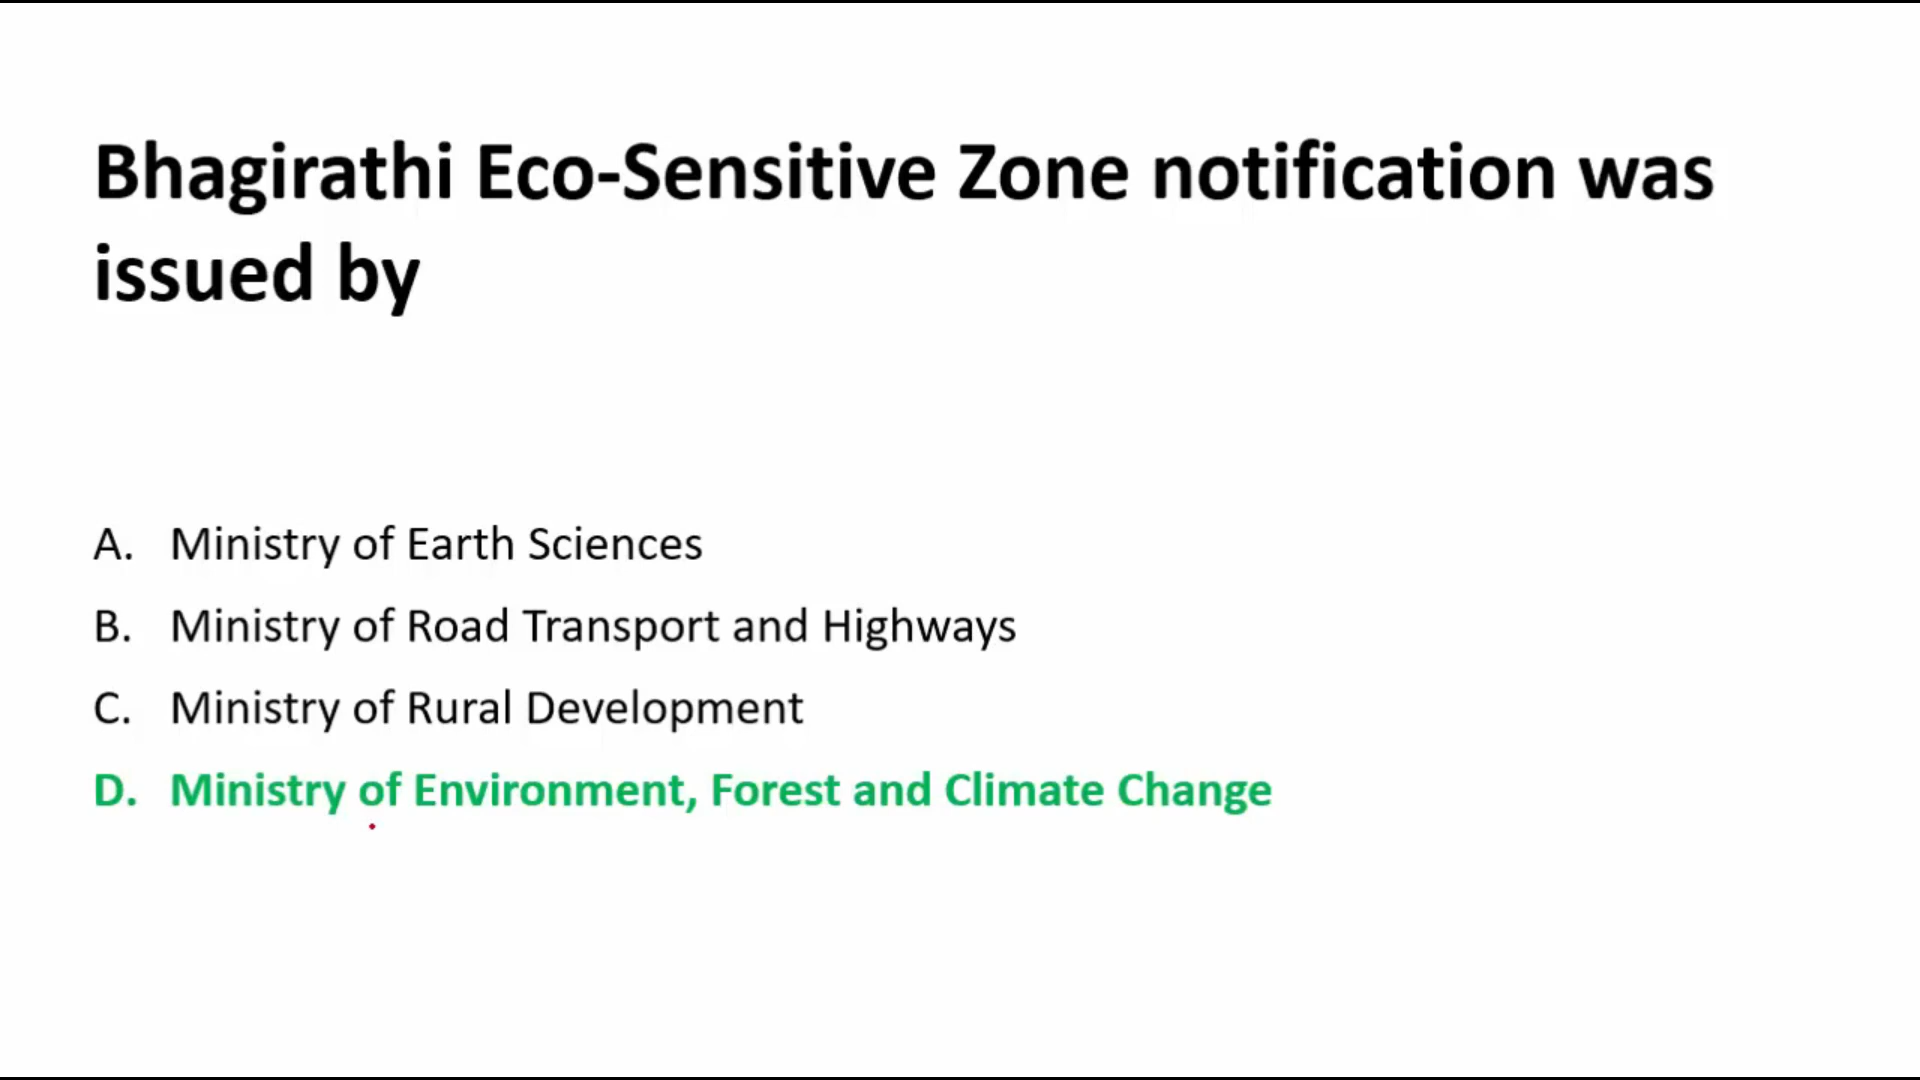 Bhagirathi Eco-Sensitive Zone notification was
issued by
A. Ministry of Earth Sciences
B. Ministry of Road Transport and Highways
C. Ministry of Rural Development
D. Ministry of Environment, Forest and Climate Change